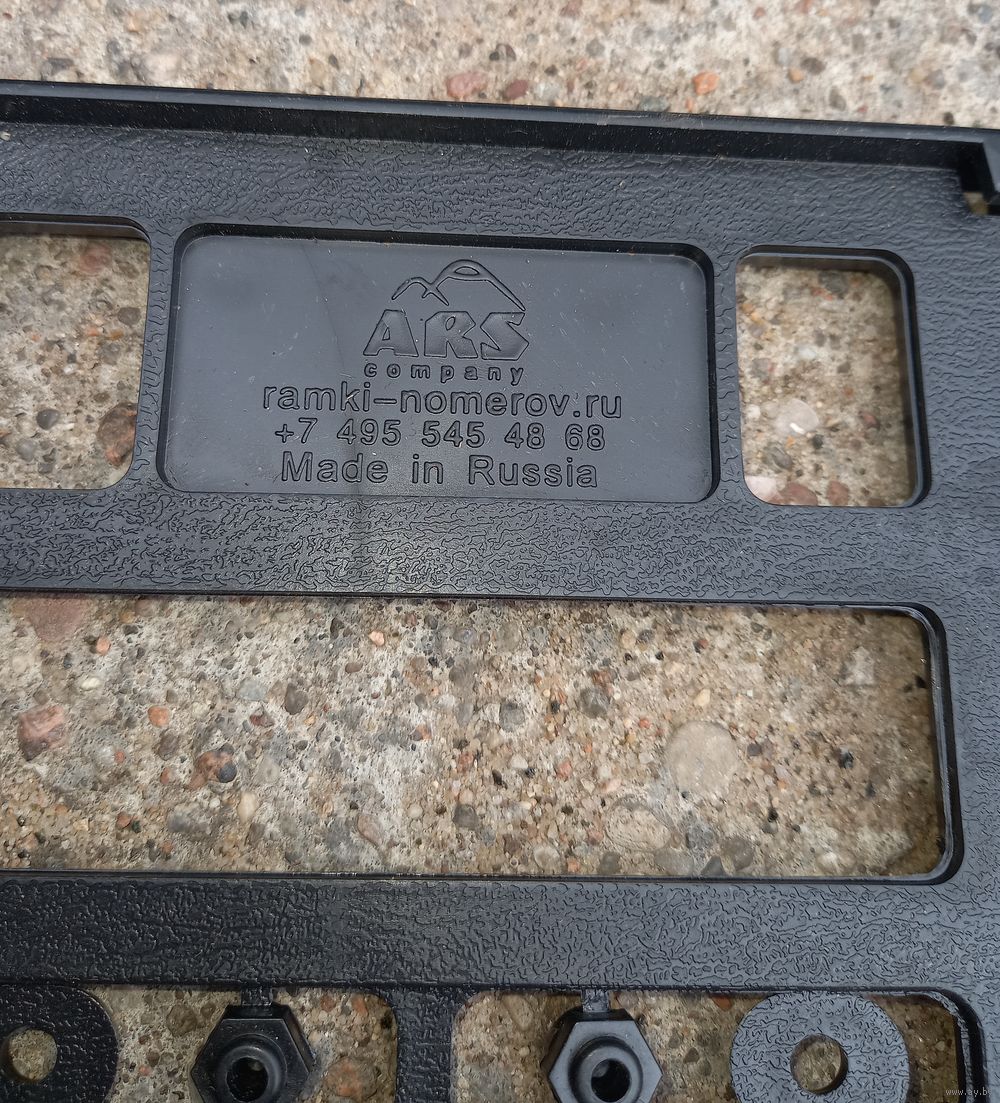 ARS
company
ramki-nomerov.ru
+7 495 545 48 68
Made in Russia